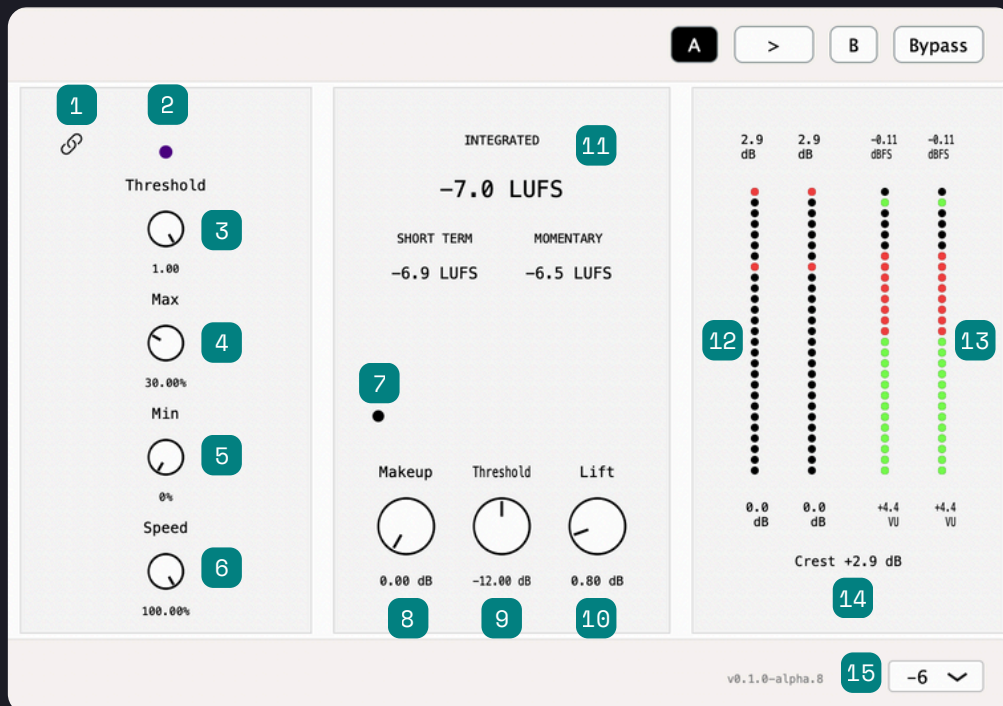 A > B Bypass
1 2
Threshold
3
1.00
Max
4
30.00%
Min
5
0%
Speed
6
100.00%
INTEGRATED 11
-7.0 LUFS
SHORT TERM MOMENTARY
-6.9 LUFS -6.5 LUFS
7
Makeup Threshold Lift
0.00 dB -12.00 dB 0.80 dB
8 9 10
2.9 2.9 -0.11 -0.11
dB dB dBFS dBFS
12 13
0.0 0.0 +4.4 +4.4
dB dB VU VU
Crest +2.9 dB
14
v0.1.0-alpha.8 15 -6